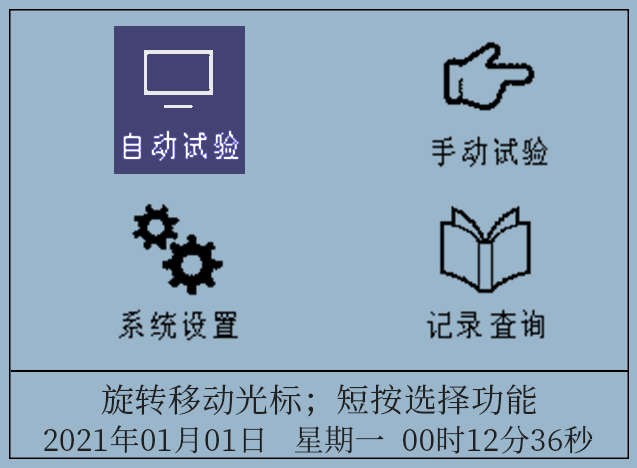 自动试验
手动试验
系统设置
记录查询
旋转移动光标；短按选择功能
2021年01月01日 星期一 00时12分36秒